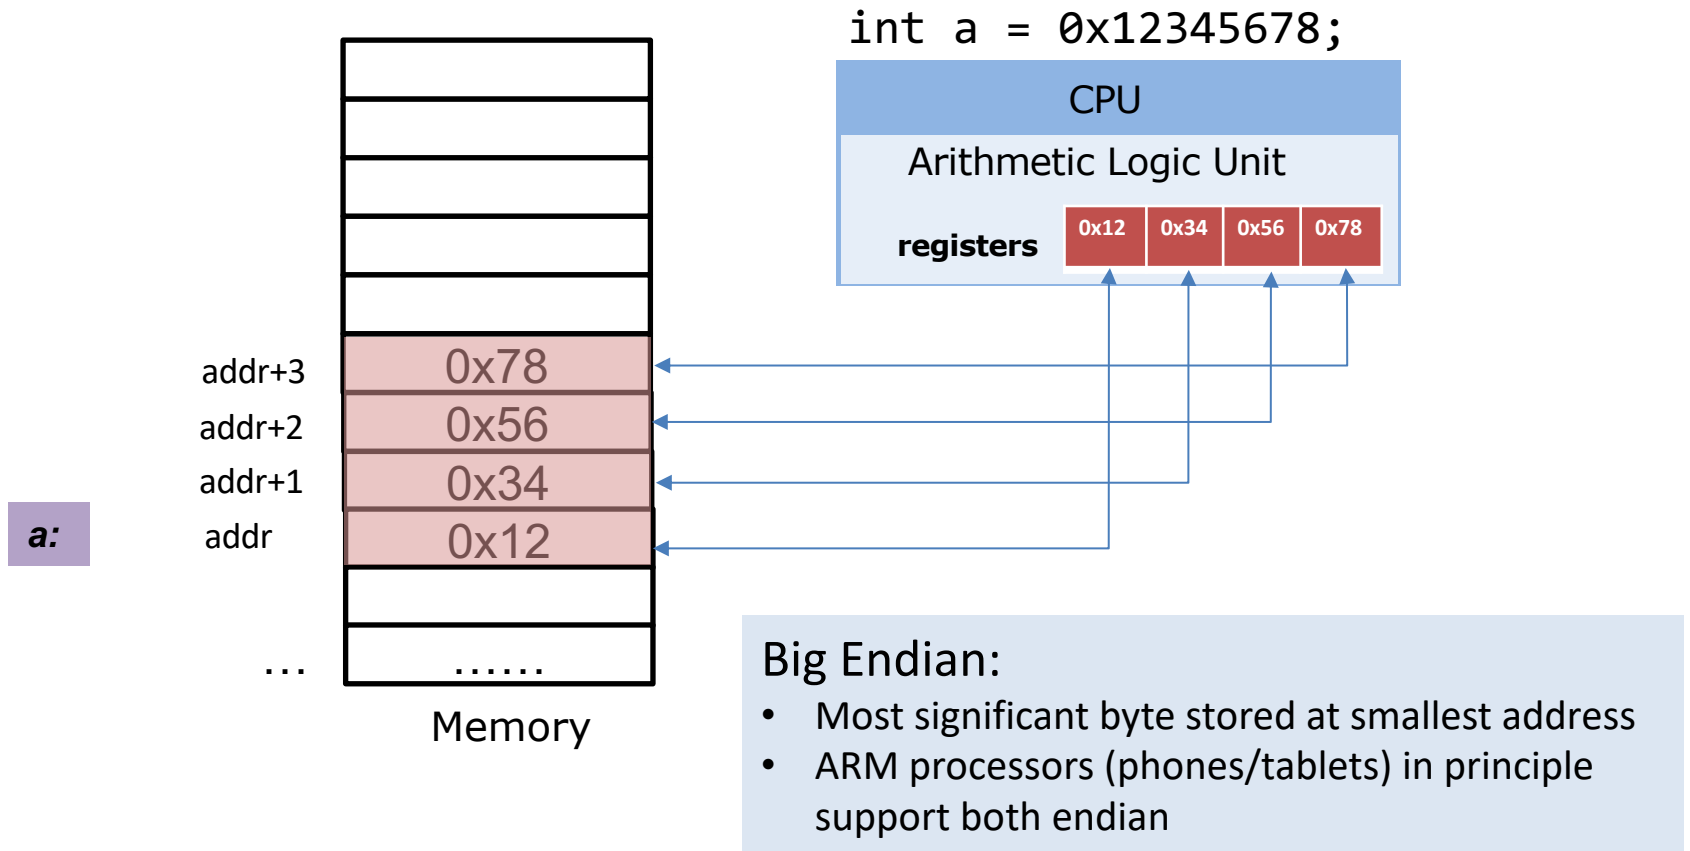 int a = 0x12345678;
CPU
Arithmetic Logic Unit
registers 0x12 0x34 0x56 0x78
addr+3 0x78
addr+2 0x56
addr+1 0x34
a: addr 0x12
... ......
Memory
Big Endian:
• Most significant byte stored at smallest address
• ARM processors (phones/tablets) in principle
support both endian